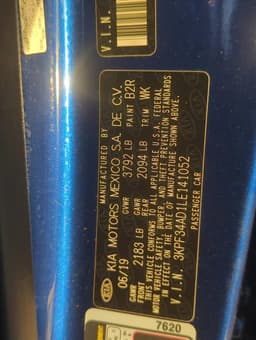 V.I.N.
MANUFACTURED BY
KIA MOTORS MEXICO S.A. DE C.V.
06/19 GVWR 3792 LB PAINT B2R
GAWR FRONT 2183 LB GAWR REAR 2094 LB TRIM WK
THIS VEHICLE CONFORMS TO ALL APPLICABLE U.S.A. FEDERAL
MOTOR VEHICLE SAFETY, BUMPER, AND THEFT PREVENTION STANDARDS
IN EFFECT ON THE DATE OF MANUFACTURE SHOWN ABOVE.
V.I.N. 3KPF34AD1LE141052
PASSENGER CAR
KIA
7620